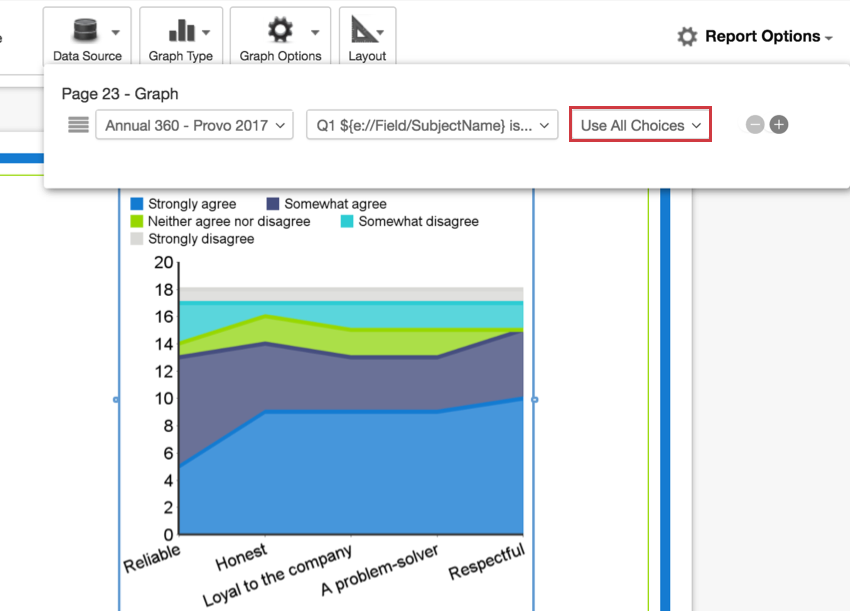 Data Source
Graph Type
Graph Options
Layout
Report Options
Page 23 - Graph
Annual 360 - Provo 2017
Q1 ${e://Field/SubjectName} is...
Use All Choices
Strongly agree
Somewhat agree
Neither agree nor disagree
Somewhat disagree
Strongly disagree
20
18
16
14
12
10
8
6
4
2
0
Reliable
Honest
Loyal to the company
A problem-solver
Respectful